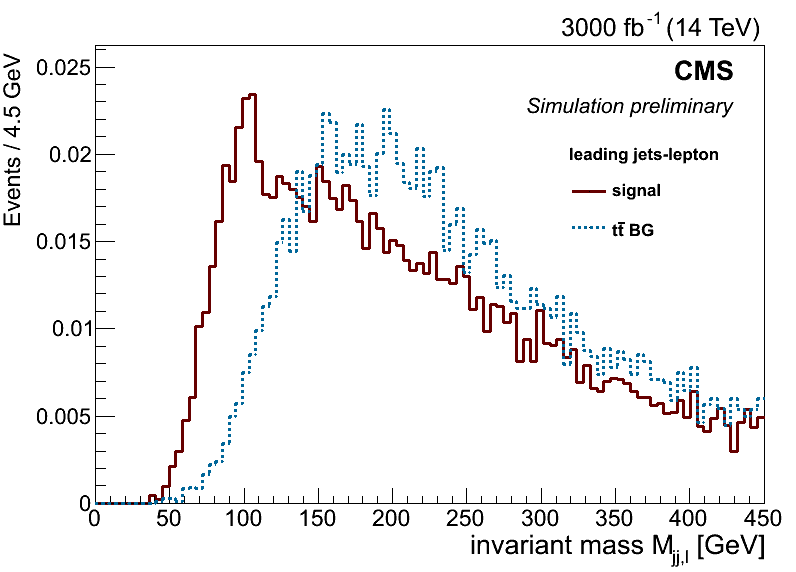 3000 fb⁻¹ (14 TeV)
CMS
Simulation preliminary
leading jets-lepton
signal
tt̄ BG
Events / 4.5 GeV
0.025
0.02
0.015
0.01
0.005
0
0 50 100 150 200 250 300 350 400 450
invariant mass M_jj,l [GeV]